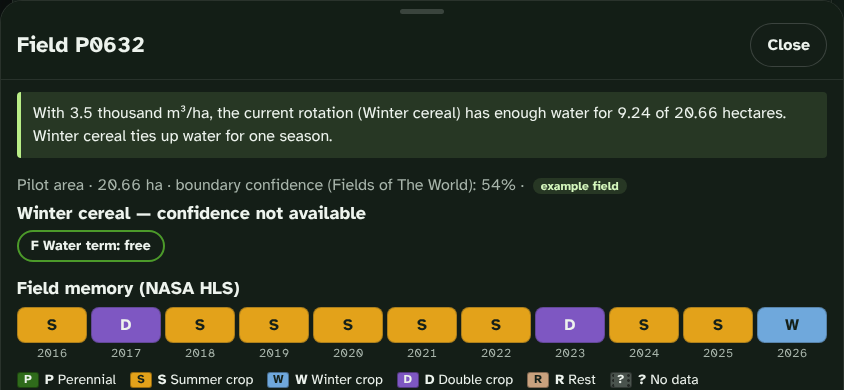 Field P0632
Close
With 3.5 thousand m³/ha, the current rotation (Winter cereal) has enough water for 9.24 of 20.66 hectares.
Winter cereal ties up water for one season.
Pilot area · 20.66 ha · boundary confidence (Fields of The World): 54% · example field
Winter cereal — confidence not available
F Water term: free
Field memory (NASA HLS)
S D S S S S S D S S W
2016 2017 2018 2019 2020 2021 2022 2023 2024 2025 2026
P P Perennial S S Summer crop W W Winter crop D D Double crop R R Rest ? ? No data